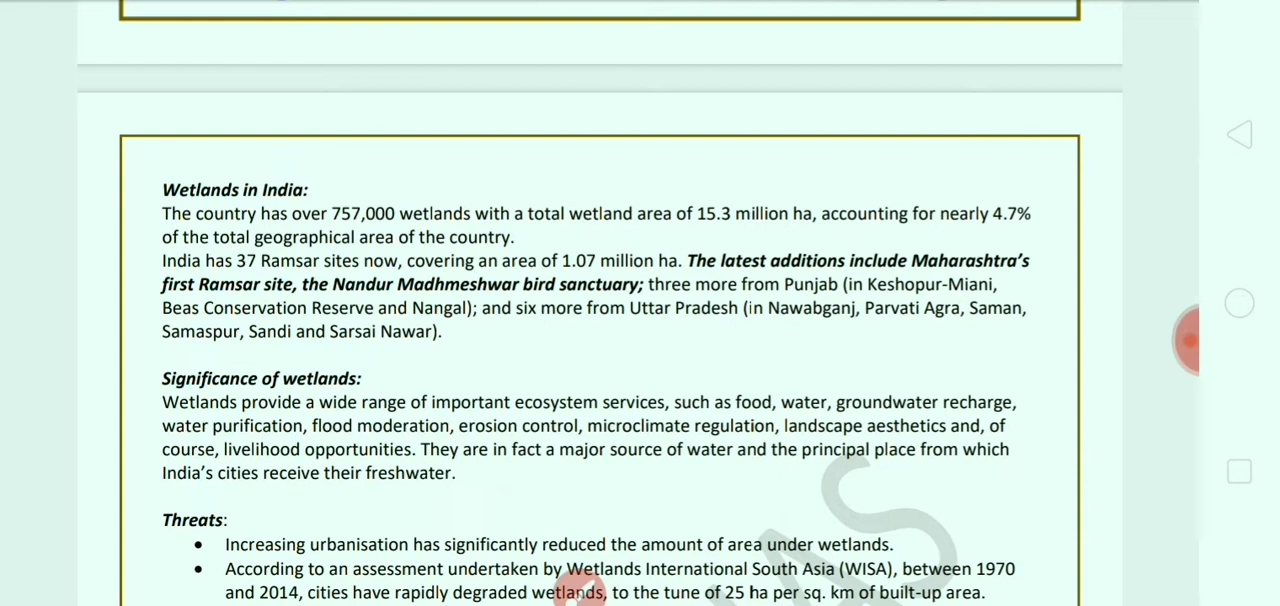 Wetlands in India:
The country has over 757,000 wetlands with a total wetland area of 15.3 million ha, accounting for nearly 4.7%
of the total geographical area of the country.
India has 37 Ramsar sites now, covering an area of 1.07 million ha. The latest additions include Maharashtra's
first Ramsar site, the Nandur Madhmeshwar bird sanctuary; three more from Punjab (in Keshopur-Miani,
Beas Conservation Reserve and Nangal); and six more from Uttar Pradesh (in Nawabganj, Parvati Agra, Saman,
Samaspur, Sandi and Sarsai Nawar).
Significance of wetlands:
Wetlands provide a wide range of important ecosystem services, such as food, water, groundwater recharge,
water purification, flood moderation, erosion control, microclimate regulation, landscape aesthetics and, of
course, livelihood opportunities. They are in fact a major source of water and the principal place from which
India's cities receive their freshwater.
Threats:
• Increasing urbanisation has significantly reduced the amount of area under wetlands.
• According to an assessment undertaken by Wetlands International South Asia (WISA), between 1970
and 2014, cities have rapidly degraded wetlands, to the tune of 25 ha per sq. km of built-up area.